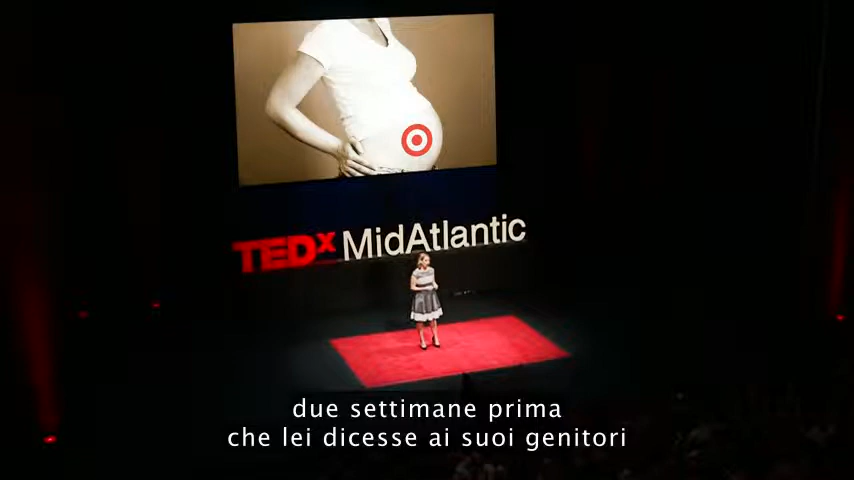 TEDx MidAtlantic
due settimane prima
che lei dicesse ai suoi genitori